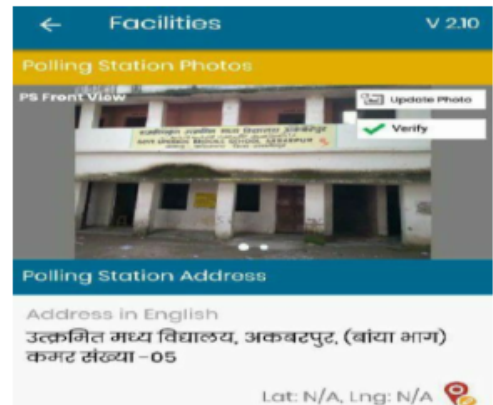 ← Facilities V 2.10
Polling Station Photos
PS Front View
Update Photo
Verify
Polling Station Address
Address in English
उत्क्रमित मध्य विद्यालय, अकबरपुर, (बांया भाग)
कमर संख्या -05
Lat: N/A, Lng: N/A